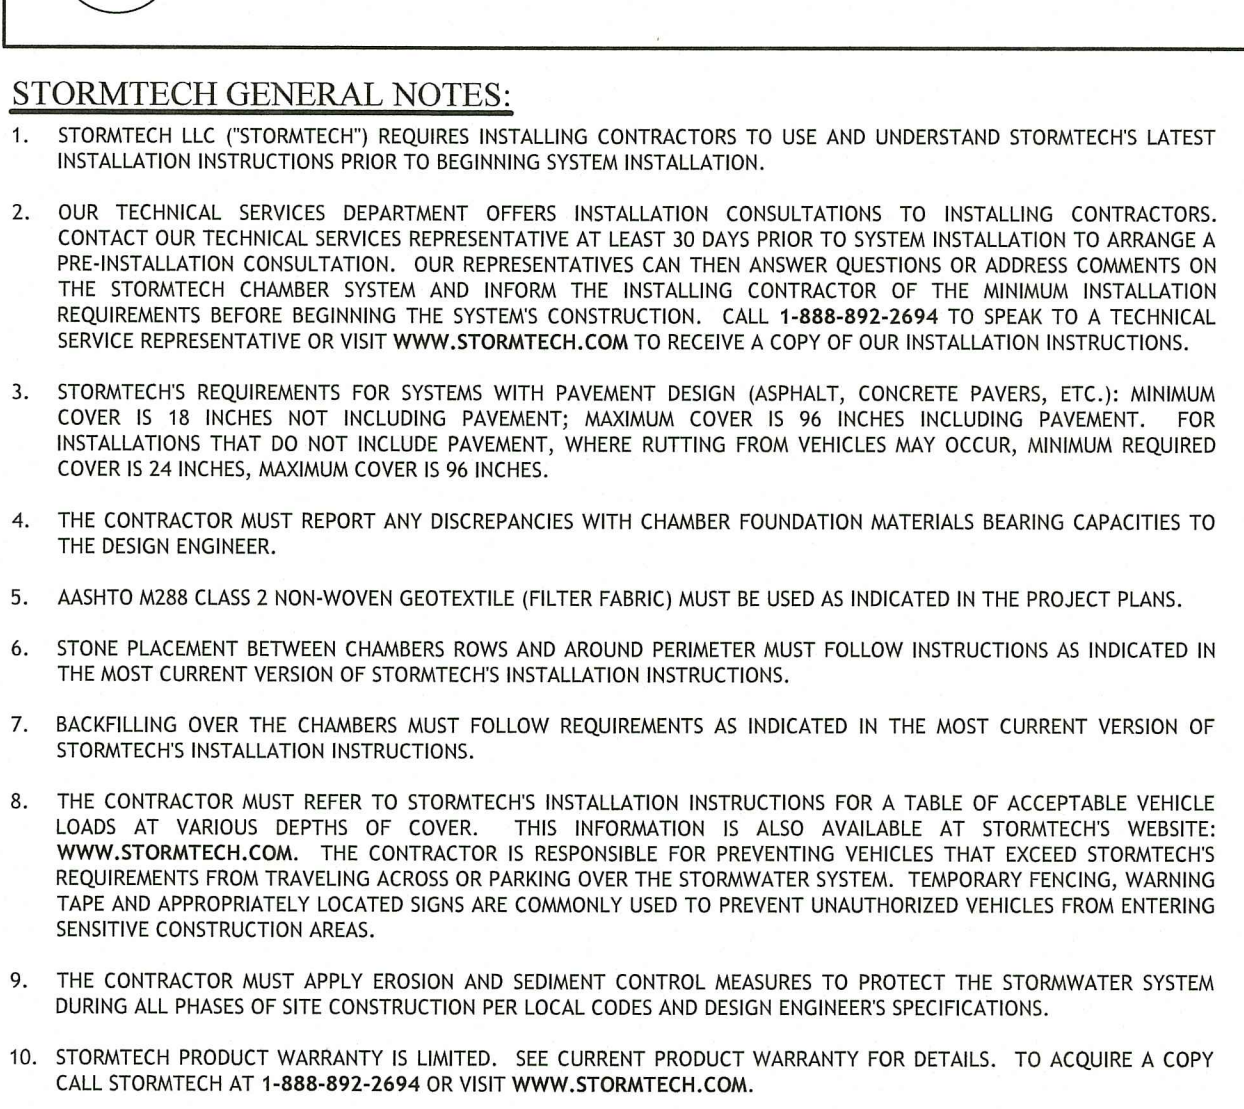 STORMTECH GENERAL NOTES:
1. STORMTECH LLC ("STORMTECH") REQUIRES INSTALLING CONTRACTORS TO USE AND UNDERSTAND STORMTECH'S LATEST
INSTALLATION INSTRUCTIONS PRIOR TO BEGINNING SYSTEM INSTALLATION.
2. OUR TECHNICAL SERVICES DEPARTMENT OFFERS INSTALLATION CONSULTATIONS TO INSTALLING CONTRACTORS.
CONTACT OUR TECHNICAL SERVICES REPRESENTATIVE AT LEAST 30 DAYS PRIOR TO SYSTEM INSTALLATION TO ARRANGE A
PRE-INSTALLATION CONSULTATION. OUR REPRESENTATIVES CAN THEN ANSWER QUESTIONS OR ADDRESS COMMENTS ON
THE STORMTECH CHAMBER SYSTEM AND INFORM THE INSTALLING CONTRACTOR OF THE MINIMUM INSTALLATION
REQUIREMENTS BEFORE BEGINNING THE SYSTEM'S CONSTRUCTION. CALL 1-888-892-2694 TO SPEAK TO A TECHNICAL
SERVICE REPRESENTATIVE OR VISIT WWW.STORMTECH.COM TO RECEIVE A COPY OF OUR INSTALLATION INSTRUCTIONS.
3. STORMTECH'S REQUIREMENTS FOR SYSTEMS WITH PAVEMENT DESIGN (ASPHALT, CONCRETE PAVERS, ETC.): MINIMUM
COVER IS 18 INCHES NOT INCLUDING PAVEMENT; MAXIMUM COVER IS 96 INCHES INCLUDING PAVEMENT. FOR
INSTALLATIONS THAT DO NOT INCLUDE PAVEMENT, WHERE RUTTING FROM VEHICLES MAY OCCUR, MINIMUM REQUIRED
COVER IS 24 INCHES, MAXIMUM COVER IS 96 INCHES.
4. THE CONTRACTOR MUST REPORT ANY DISCREPANCIES WITH CHAMBER FOUNDATION MATERIALS BEARING CAPACITIES TO
THE DESIGN ENGINEER.
5. AASHTO M288 CLASS 2 NON-WOVEN GEOTEXTILE (FILTER FABRIC) MUST BE USED AS INDICATED IN THE PROJECT PLANS.
6. STONE PLACEMENT BETWEEN CHAMBERS ROWS AND AROUND PERIMETER MUST FOLLOW INSTRUCTIONS AS INDICATED IN
THE MOST CURRENT VERSION OF STORMTECH'S INSTALLATION INSTRUCTIONS.
7. BACKFILLING OVER THE CHAMBERS MUST FOLLOW REQUIREMENTS AS INDICATED IN THE MOST CURRENT VERSION OF
STORMTECH'S INSTALLATION INSTRUCTIONS.
8. THE CONTRACTOR MUST REFER TO STORMTECH'S INSTALLATION INSTRUCTIONS FOR A TABLE OF ACCEPTABLE VEHICLE
LOADS AT VARIOUS DEPTHS OF COVER. THIS INFORMATION IS ALSO AVAILABLE AT STORMTECH'S WEBSITE:
WWW.STORMTECH.COM. THE CONTRACTOR IS RESPONSIBLE FOR PREVENTING VEHICLES THAT EXCEED STORMTECH'S
REQUIREMENTS FROM TRAVELING ACROSS OR PARKING OVER THE STORMWATER SYSTEM. TEMPORARY FENCING, WARNING
TAPE AND APPROPRIATELY LOCATED SIGNS ARE COMMONLY USED TO PREVENT UNAUTHORIZED VEHICLES FROM ENTERING
SENSITIVE CONSTRUCTION AREAS.
9. THE CONTRACTOR MUST APPLY EROSION AND SEDIMENT CONTROL MEASURES TO PROTECT THE STORMWATER SYSTEM
DURING ALL PHASES OF SITE CONSTRUCTION PER LOCAL CODES AND DESIGN ENGINEER'S SPECIFICATIONS.
10. STORMTECH PRODUCT WARRANTY IS LIMITED. SEE CURRENT PRODUCT WARRANTY FOR DETAILS. TO ACQUIRE A COPY
CALL STORMTECH AT 1-888-892-2694 OR VISIT WWW.STORMTECH.COM.